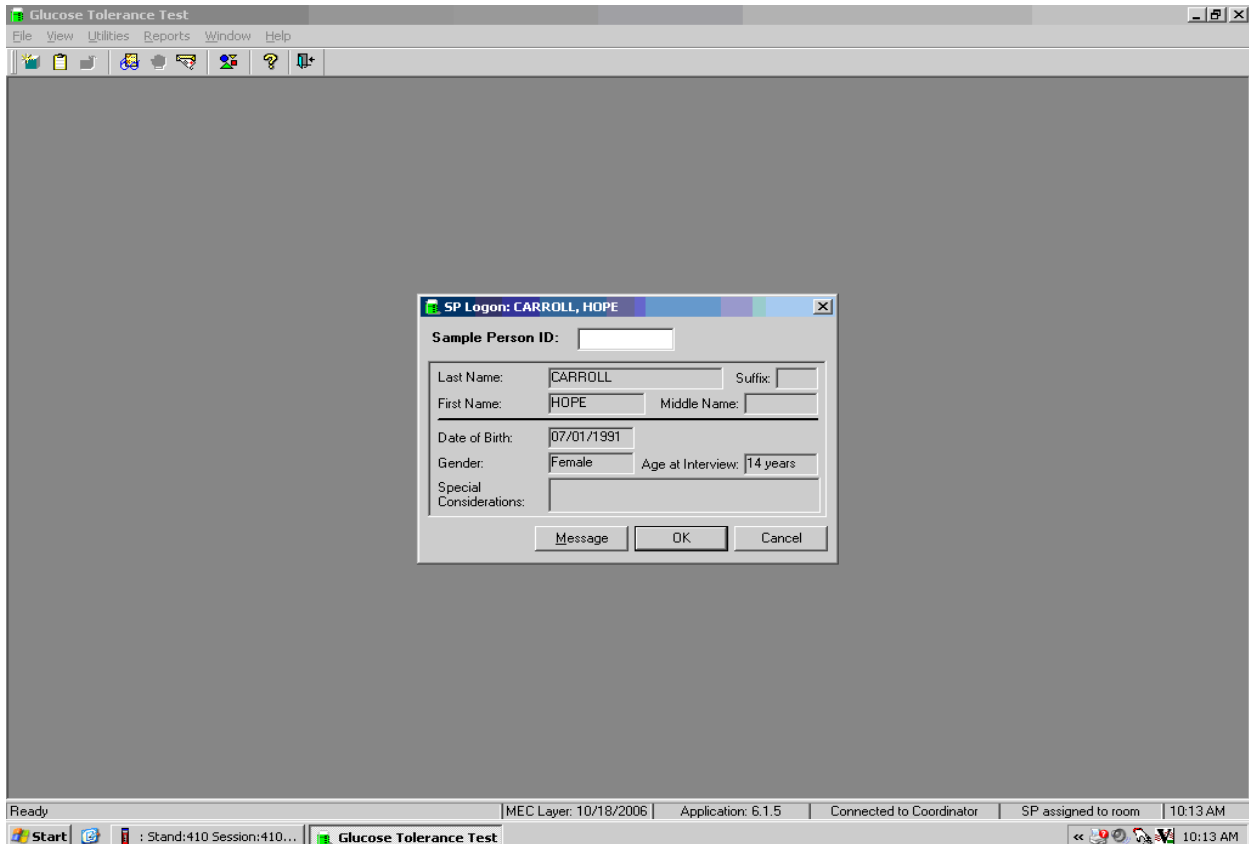 Glucose Tolerance Test
File View Utilities Reports Window Help
SP Logon: CARROLL, HOPE
Sample Person ID:
Last Name: CARROLL Suffix:
First Name: HOPE Middle Name:
Date of Birth: 07/01/1991
Gender: Female Age at Interview: 14 years
Special
Considerations:
Message OK Cancel
Ready MEC Layer: 10/18/2006 Application: 6.1.5 Connected to Coordinator SP assigned to room 10:13 AM
Start : Stand:410 Session:410... Glucose Tolerance Test « 10:13 AM